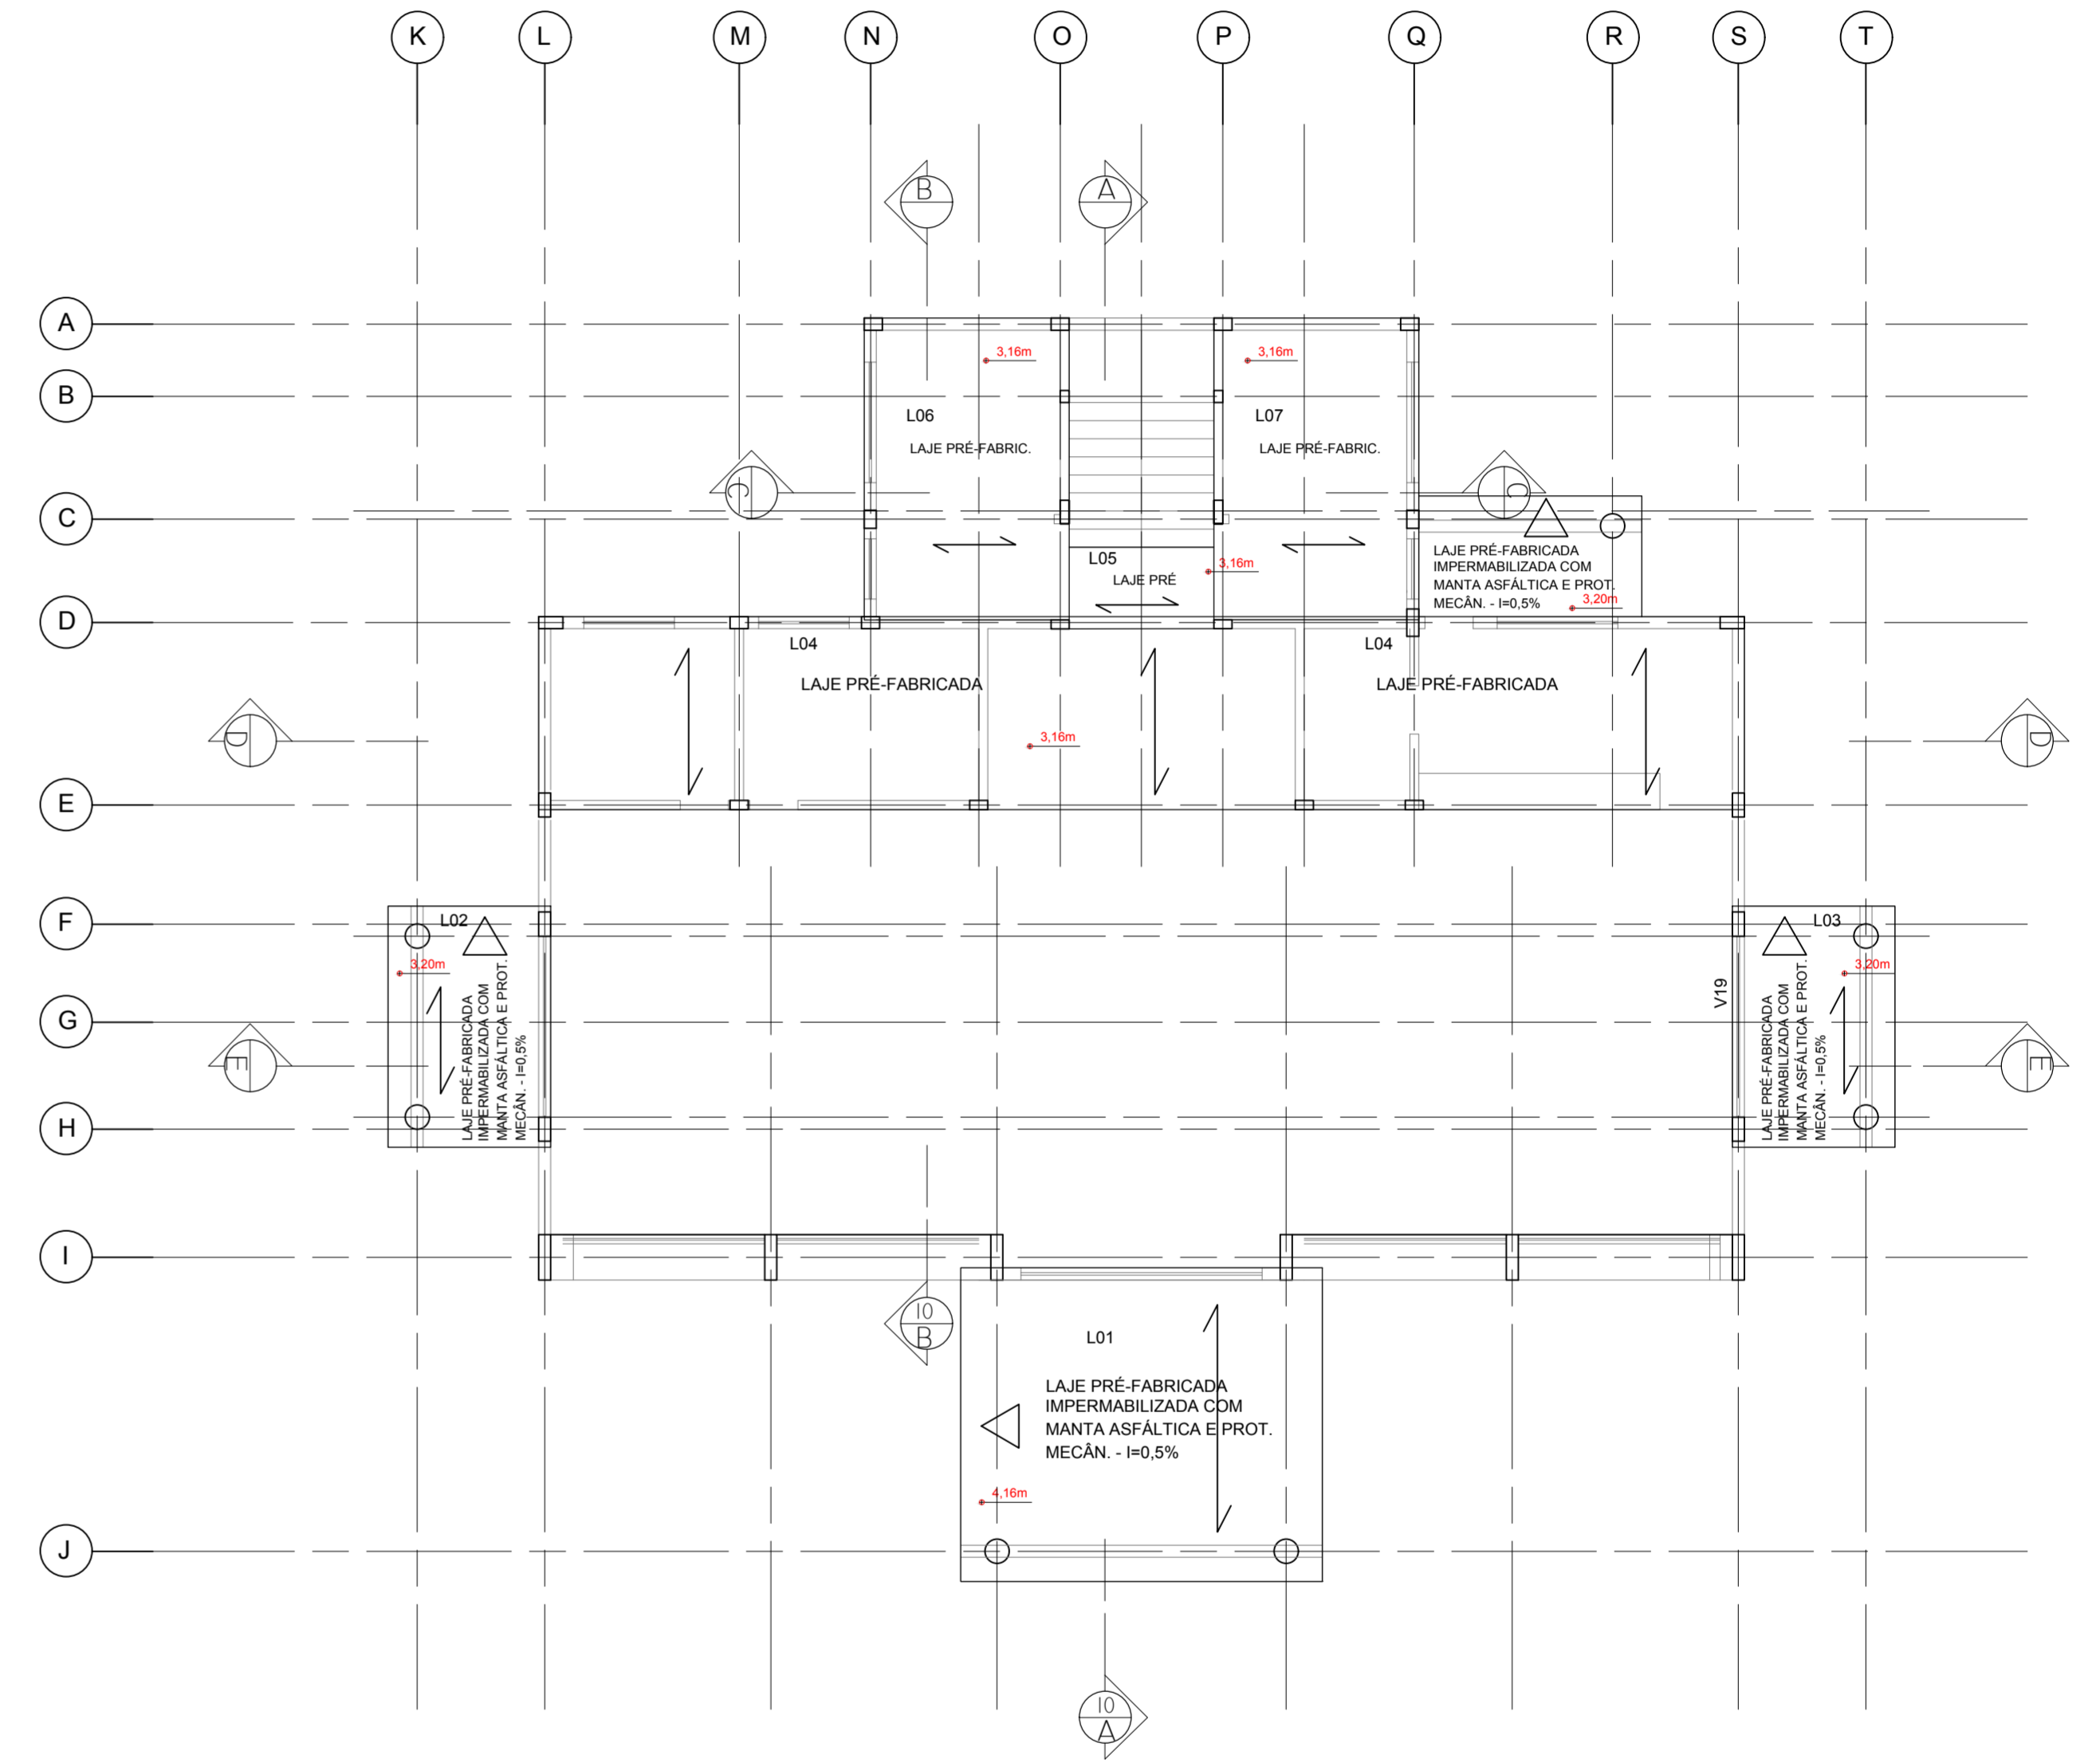 K L M N O P Q R S T
B A
A
3,16m 3,16m
B
L06 L07
LAJE PRÉ-FABRIC. LAJE PRÉ-FABRIC.
C C
C
L05
LAJE PRÉ
3,16m
LAJE PRÉ-FABRICADA
IMPERMABILIZADA COM
MANTA ASFÁLTICA E PROT.
MECÂN. - I=0,5%
3,20m
D
L04 L04
LAJE PRÉ-FABRICADA LAJE PRÉ-FABRICADA
D 3,16m D
E
F
L02 L03
3,20m 3,20m
LAJE PRÉ-FABRICADA
IMPERMABILIZADA COM
MANTA ASFÁLTICA E PROT.
MECÂN. - I=0,5%
V19
LAJE PRÉ-FABRICADA
IMPERMABILIZADA COM
MANTA ASFÁLTICA E PROT.
MECÂN. - I=0,5%
G
E E
H
I
10
B
L01
LAJE PRÉ-FABRICADA
IMPERMABILIZADA COM
MANTA ASFÁLTICA E PROT.
MECÂN. - I=0,5%
4,16m
J
10
A